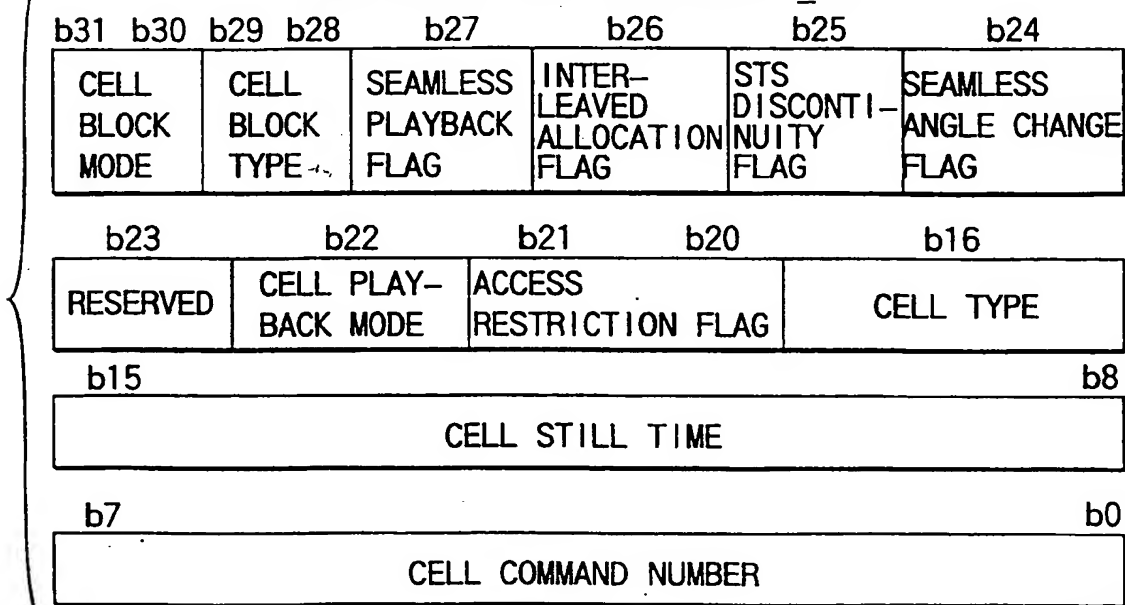 b31 b30 b29 b28 b27 b26 b25 b24
CELL BLOCK MODE
CELL BLOCK TYPE
SEAMLESS PLAYBACK FLAG
INTER-
LEAVED
ALLOCATION
FLAG
STS
DISCONTI-
NUITY
FLAG
SEAMLESS
ANGLE CHANGE
FLAG
b23 b22 b21 b20 b16
RESERVED
CELL PLAY-
BACK MODE
ACCESS
RESTRICTION FLAG
CELL TYPE
b15 b8
CELL STILL TIME
b7 b0
CELL COMMAND NUMBER